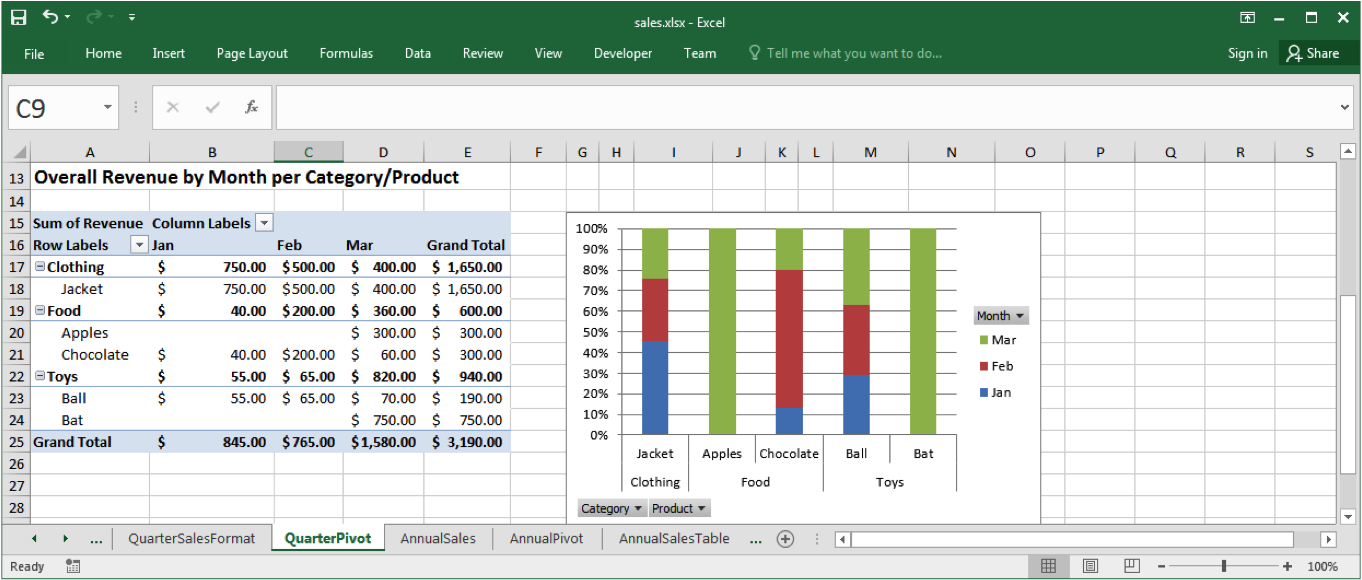 sales.xlsx - Excel
File Home Insert Page Layout Formulas Data Review View Developer Team Tell me what you want to do... Sign in Share
C9 fx
A B C D E F G H I J K L M N O P Q R S
13 Overall Revenue by Month per Category/Product
14
15 Sum of Revenue Column Labels
16 Row Labels Jan Feb Mar Grand Total
17 Clothing $ 750.00 $500.00 $ 400.00 $ 1,650.00
18 Jacket $ 750.00 $500.00 $ 400.00 $ 1,650.00
19 Food $ 40.00 $200.00 $ 360.00 $ 600.00
20 Apples $ 300.00 $ 300.00
21 Chocolate $ 40.00 $200.00 $ 60.00 $ 300.00
22 Toys $ 55.00 $ 65.00 $ 820.00 $ 940.00
23 Ball $ 55.00 $ 65.00 $ 70.00 $ 190.00
24 Bat $ 750.00 $ 750.00
25 Grand Total $ 845.00 $765.00 $1,580.00 $ 3,190.00
26
27
28
100%
90%
80%
70%
60%
50%
40%
30%
20%
10%
0%
Jacket Apples Chocolate Ball Bat
Clothing Food Toys
Category Product
Month
Mar
Feb
Jan
... QuarterSalesFormat QuarterPivot AnnualSales AnnualPivot AnnualSalesTable ...
Ready 100%